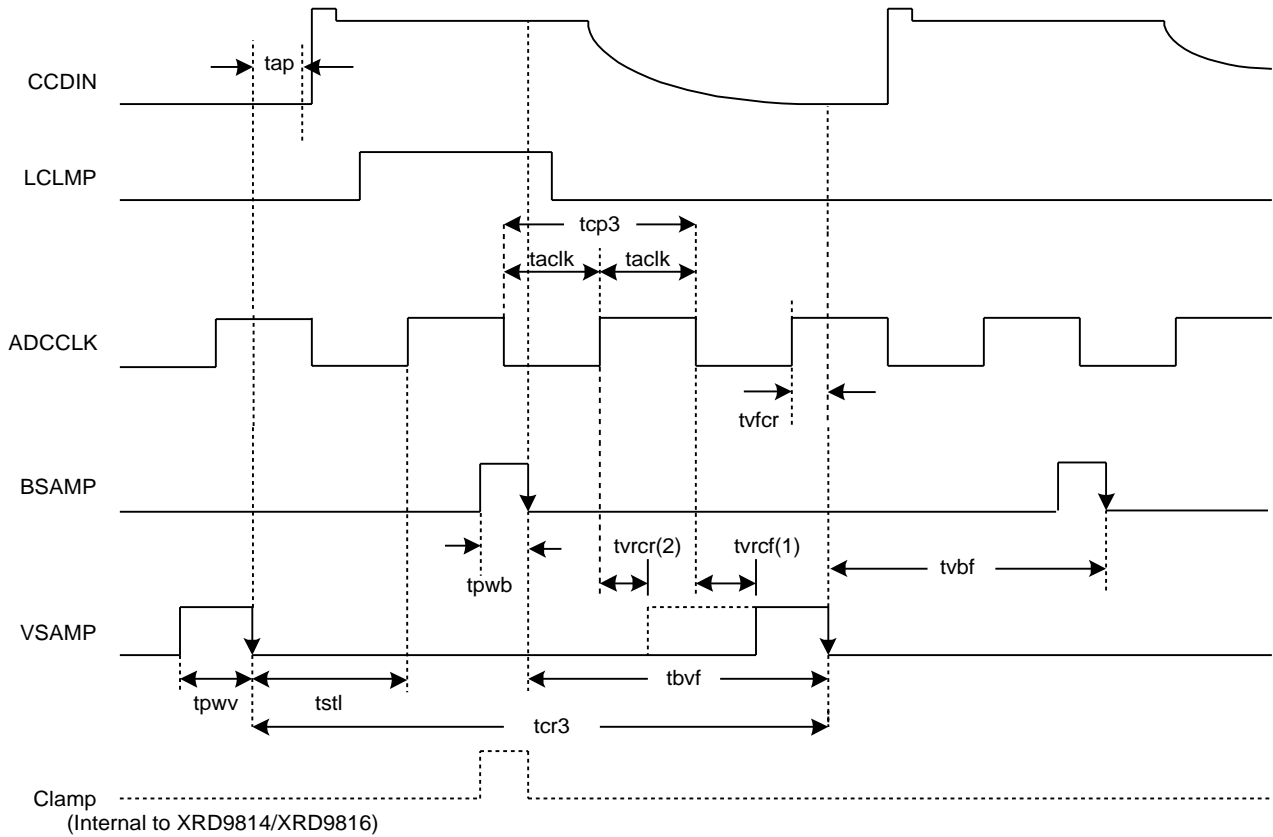 tap
CCDIN
LCLMP
tcp3
taclk taclk
ADCCLK
tvfcr
BSAMP
tvrcr(2) tvrcf(1)
tpwb tvbf
VSAMP
tpwv tstl tbvf
tcr3
Clamp
(Internal to XRD9814/XRD9816)